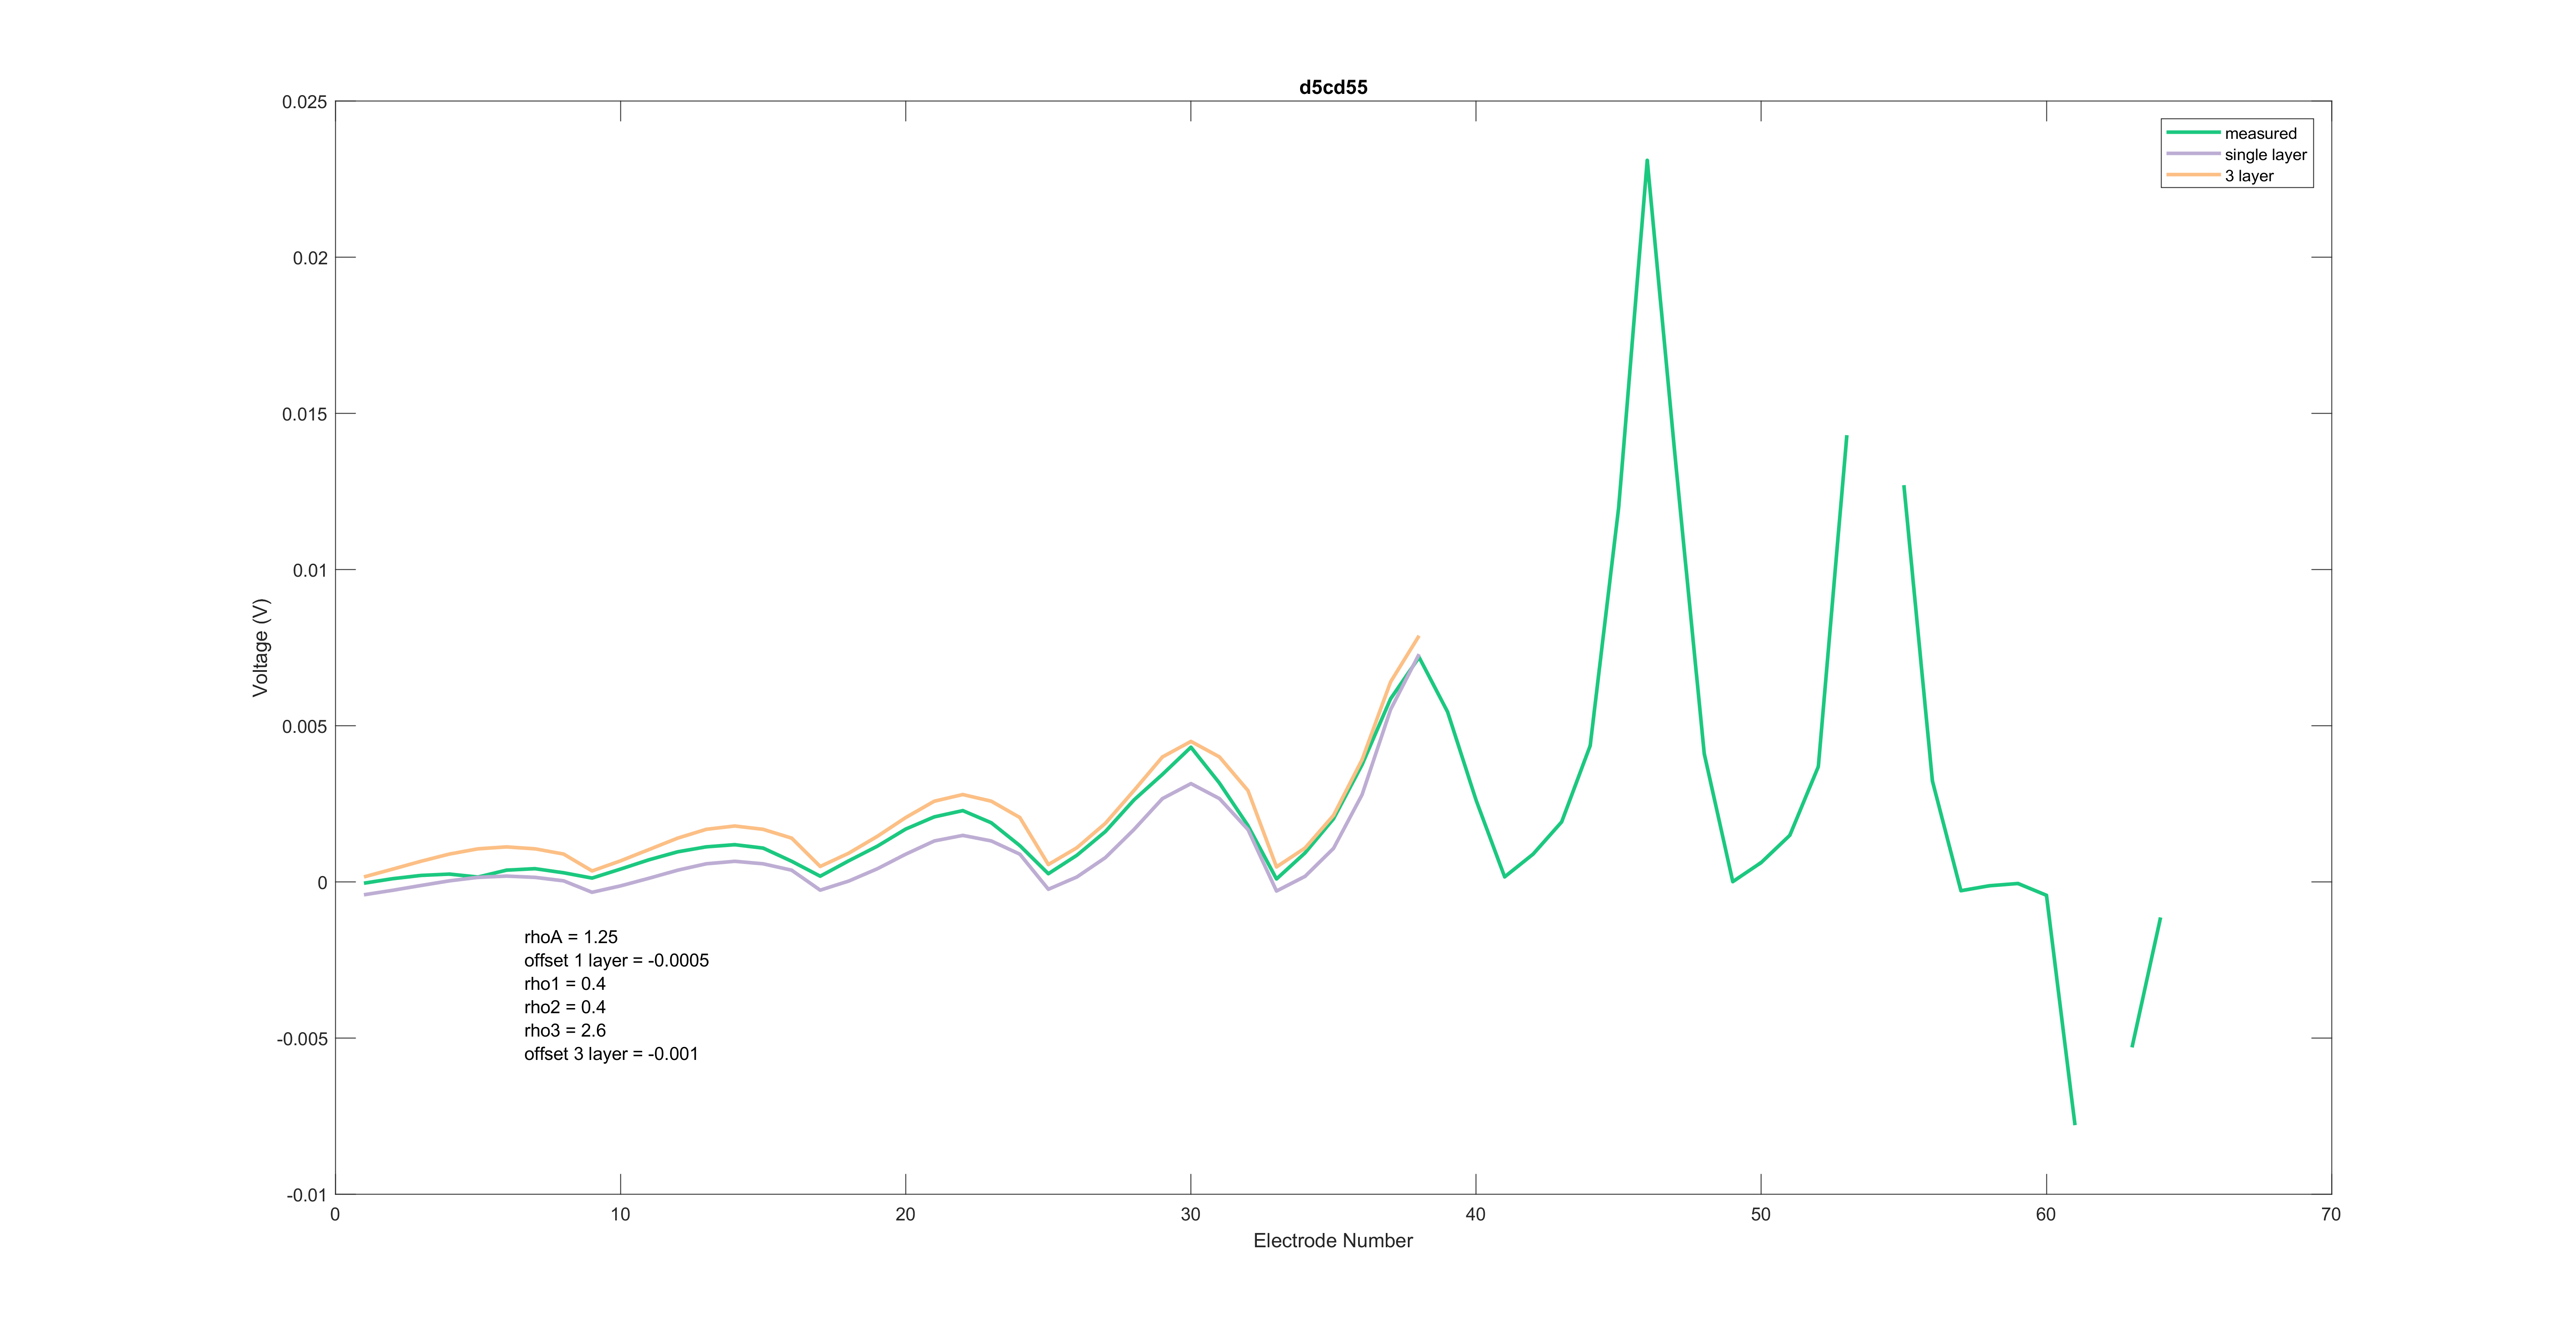 d5cd55
0.025
0.02
0.015
0.01
0.005
0
-0.005
-0.01
Voltage (V)
measured
single layer
3 layer
rhoA = 1.25
offset 1 layer = -0.0005
rho1 = 0.4
rho2 = 0.4
rho3 = 2.6
offset 3 layer = -0.001
0 10 20 30 40 50 60 70
Electrode Number